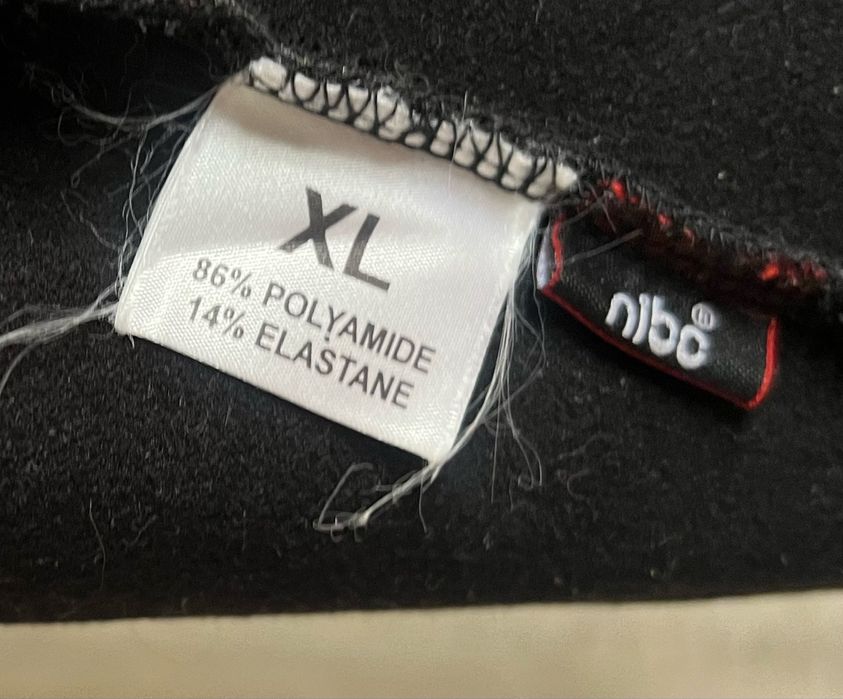 XL
86% POLYAMIDE
14% ELASTANE
nibo®